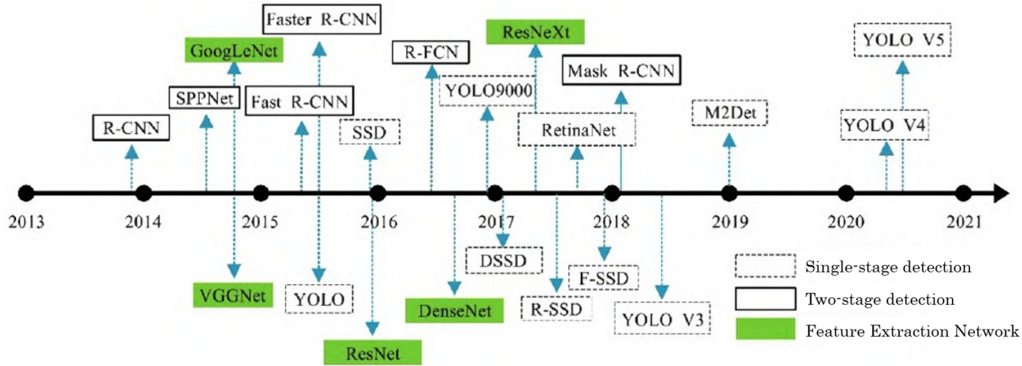 Faster R-CNN
GoogLeNet
ResNeXt
R-FCN
YOLO V5
Mask R-CNN
SPPNet
Fast R-CNN
YOLO9000
R-CNN
SSD
RetinaNet
M2Det
YOLO V4
2013
2014
2015
2016
2017
2018
2019
2020
2021
DSSD
F-SSD
VGGNet
YOLO
DenseNet
R-SSD
YOLO V3
ResNet
Single-stage detection
Two-stage detection
Feature Extraction Network